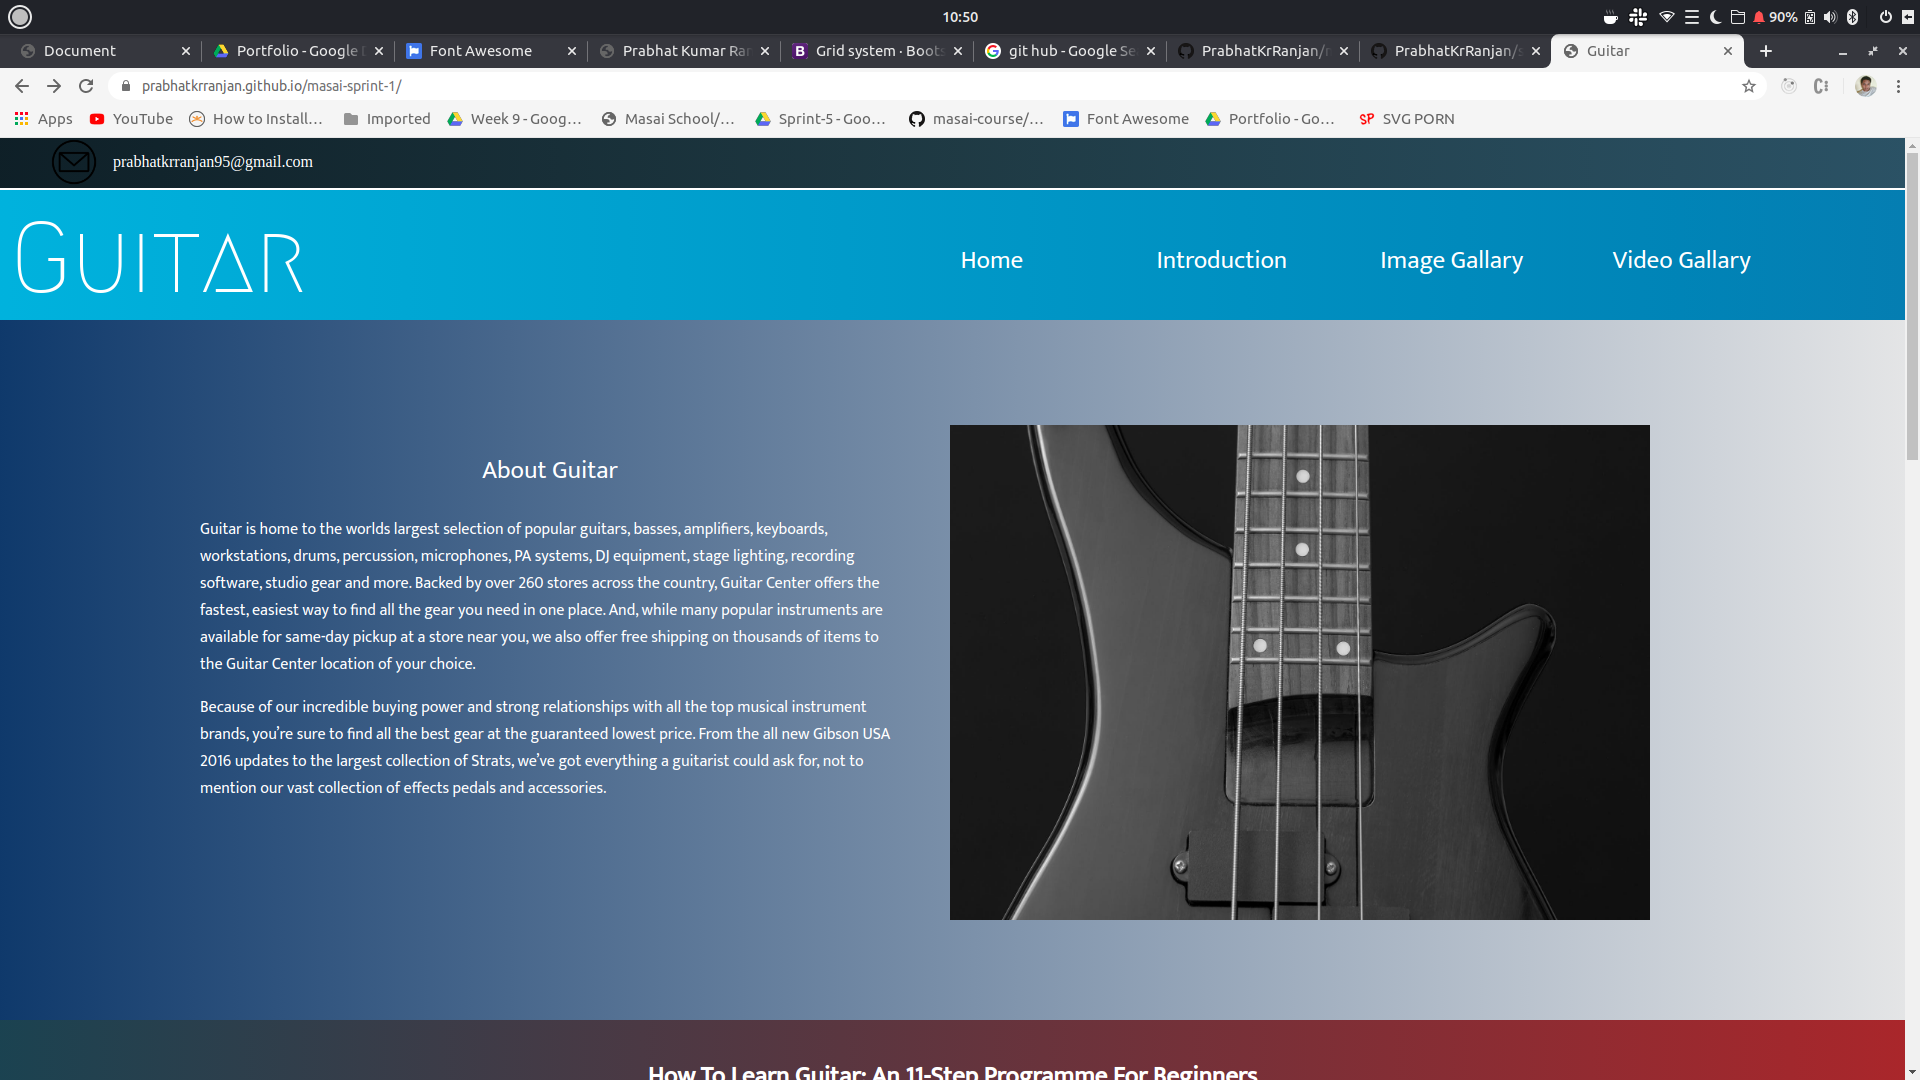 10:50
90%
Document
Portfolio - Google
Font Awesome
Prabhat Kumar Ran
Grid system · Boots
git hub - Google Se
PrabhatKrRanjan/
PrabhatKrRanjan/
Guitar
prabhatkrranjan.github.io/masai-sprint-1/
Apps
YouTube
How to Install...
Imported
Week 9 - Goog...
Masai School/...
Sprint-5 - Goo...
masai-course/...
Font Awesome
Portfolio - Go...
SP SVG PORN
prabhatkrranjan95@gmail.com
GUITAR
Home
Introduction
Image Gallary
Video Gallary
About Guitar
Guitar is home to the worlds largest selection of popular guitars, basses, amplifiers, keyboards,
workstations, drums, percussion, microphones, PA systems, DJ equipment, stage lighting, recording
software, studio gear and more. Backed by over 260 stores across the country, Guitar Center offers the
fastest, easiest way to find all the gear you need in one place. And, while many popular instruments are
available for same-day pickup at a store near you, we also offer free shipping on thousands of items to
the Guitar Center location of your choice.
Because of our incredible buying power and strong relationships with all the top musical instrument
brands, you’re sure to find all the best gear at the guaranteed lowest price. From the all new Gibson USA
2016 updates to the largest collection of Strats, we’ve got everything a guitarist could ask for, not to
mention our vast collection of effects pedals and accessories.
How To Learn Guitar: An 11-Step Programme For Beginners